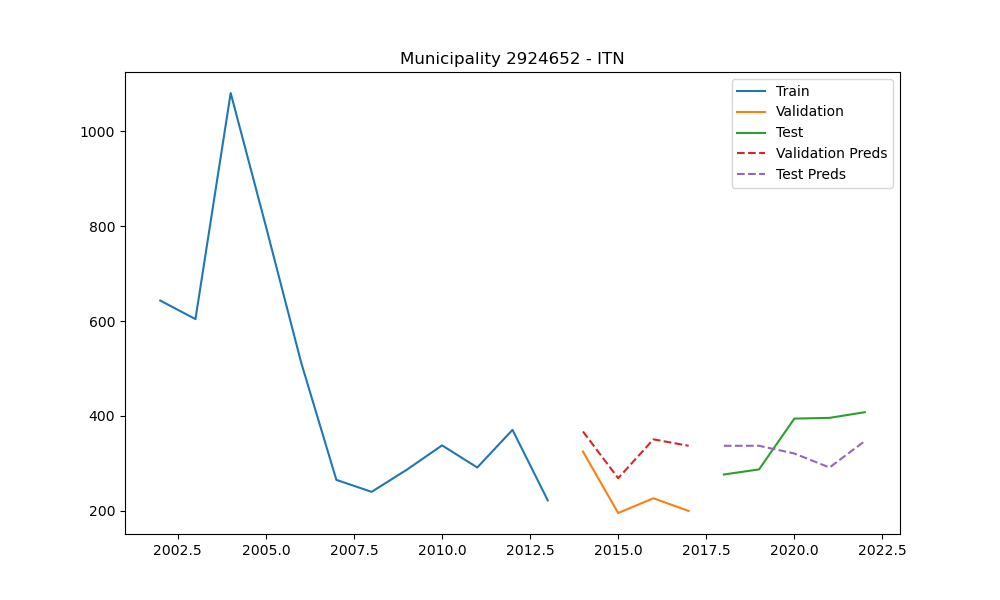 Municipality 2924652 - ITN
Train
Validation
Test
Validation Preds
Test Preds
1000
800
600
400
200
2002.5 2005.0 2007.5 2010.0 2012.5 2015.0 2017.5 2020.0 2022.5